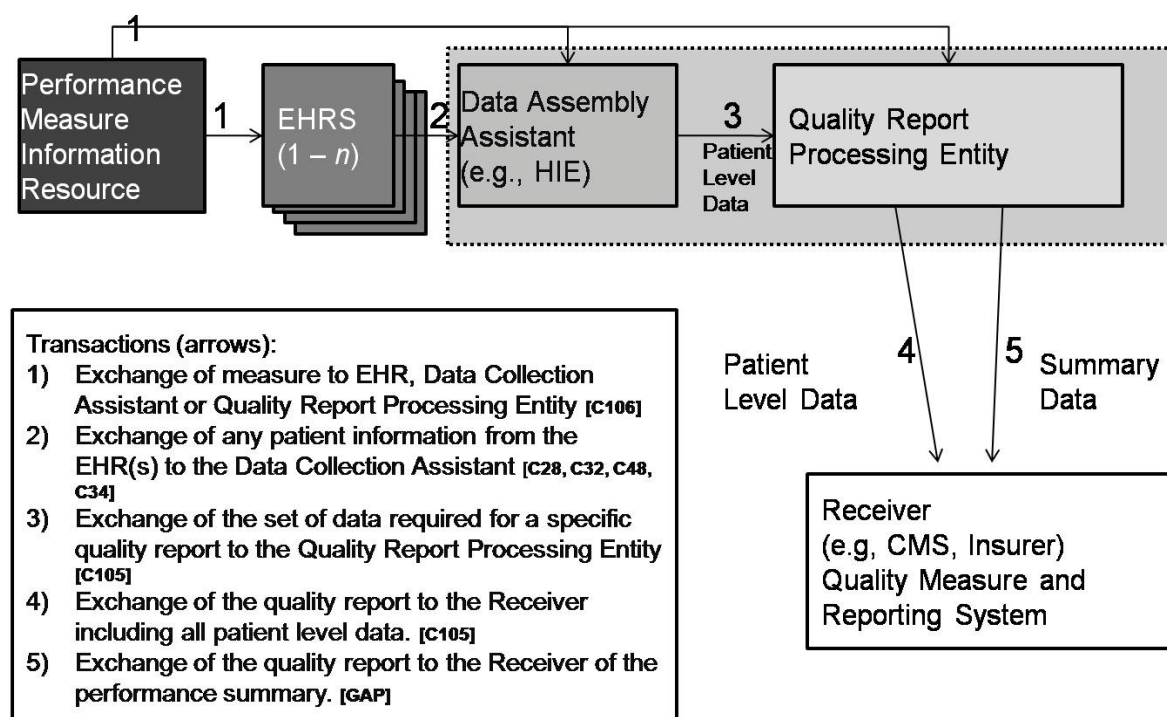 1
Performance
Measure
Information
Resource
1
EHRS
(1 – n)
2
Data Assembly
Assistant
(e.g., HIE)
3
Patient
Level
Data
Quality Report
Processing Entity
Patient
Level Data
4
5
Summary
Data
Receiver
(e.g, CMS, Insurer)
Quality Measure and
Reporting System
Transactions (arrows):
1) Exchange of measure to EHR, Data Collection
Assistant or Quality Report Processing Entity [C106]
2) Exchange of any patient information from the
EHR(s) to the Data Collection Assistant [C28, C32, C48,
C34]
3) Exchange of the set of data required for a specific
quality report to the Quality Report Processing Entity
[C105]
4) Exchange of the quality report to the Receiver
including all patient level data. [C105]
5) Exchange of the quality report to the Receiver of the
performance summary. [GAP]